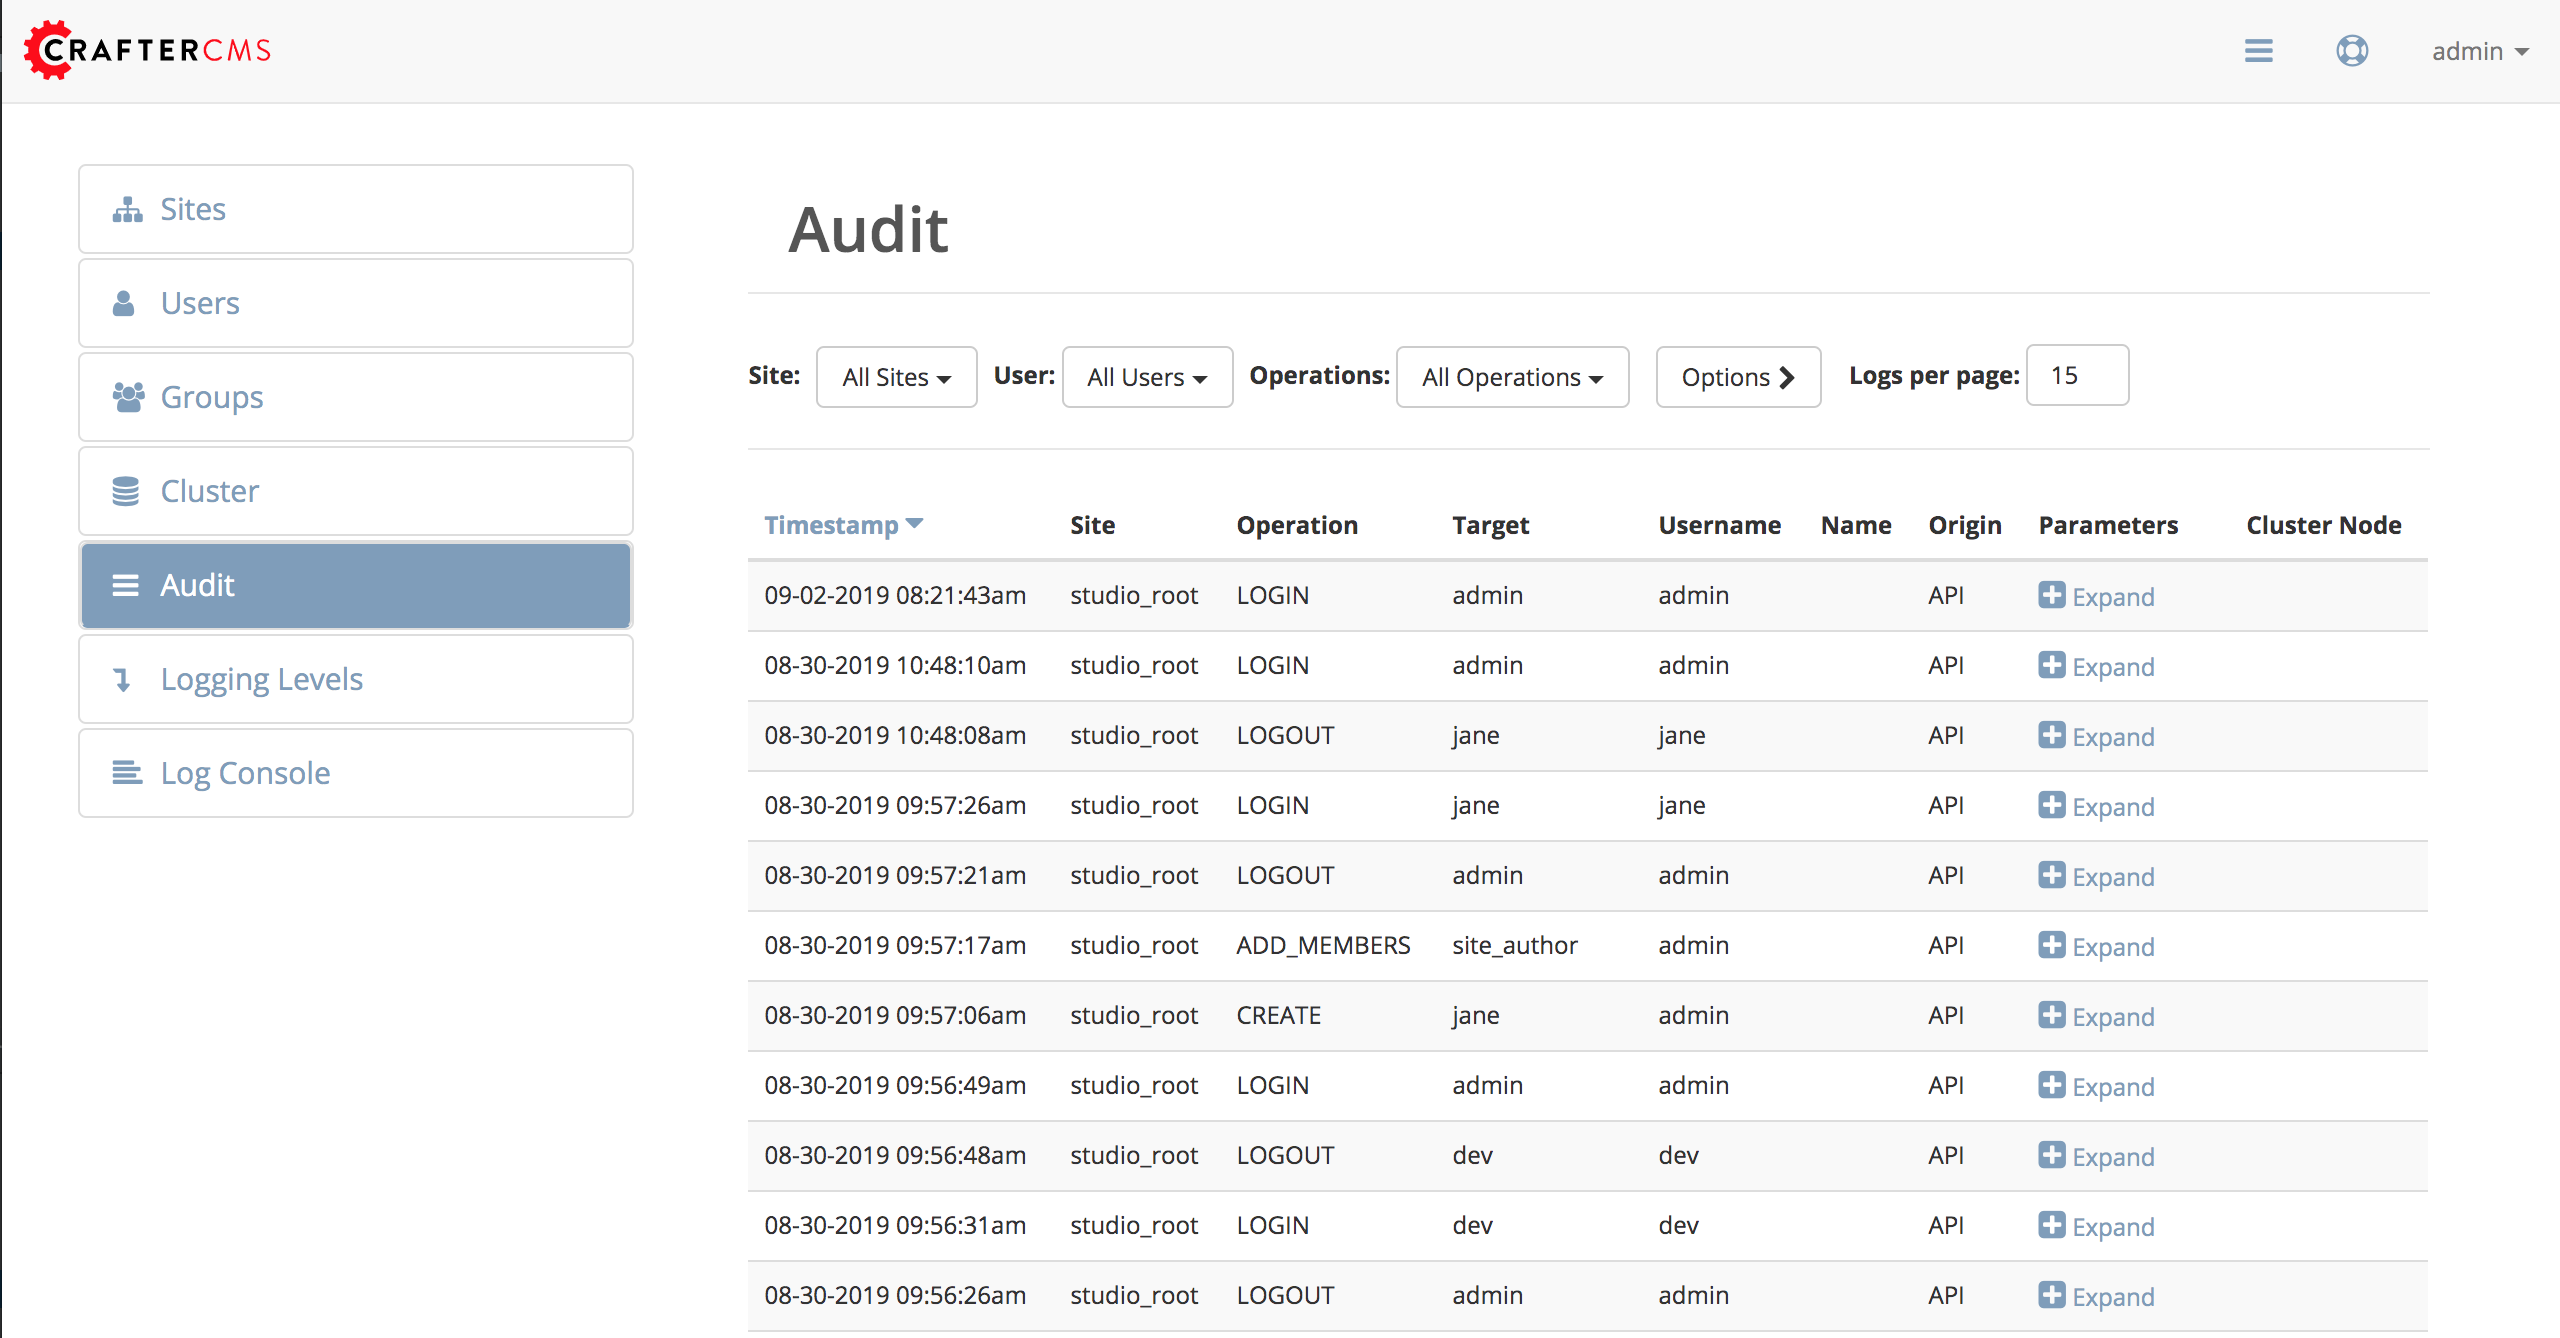 CRAFTERCMS
admin
Sites
Users
Groups
Cluster
Audit
Logging Levels
Log Console
Audit
Site: All Sites User: All Users Operations: All Operations Options Logs per page: 15
Timestamp Site Operation Target Username Name Origin Parameters Cluster Node
09-02-2019 08:21:43am studio_root LOGIN admin admin API Expand
08-30-2019 10:48:10am studio_root LOGIN admin admin API Expand
08-30-2019 10:48:08am studio_root LOGOUT jane jane API Expand
08-30-2019 09:57:26am studio_root LOGIN jane jane API Expand
08-30-2019 09:57:21am studio_root LOGOUT admin admin API Expand
08-30-2019 09:57:17am studio_root ADD_MEMBERS site_author admin API Expand
08-30-2019 09:57:06am studio_root CREATE jane admin API Expand
08-30-2019 09:56:49am studio_root LOGIN admin admin API Expand
08-30-2019 09:56:48am studio_root LOGOUT dev dev API Expand
08-30-2019 09:56:31am studio_root LOGIN dev dev API Expand
08-30-2019 09:56:26am studio_root LOGOUT admin admin API Expand